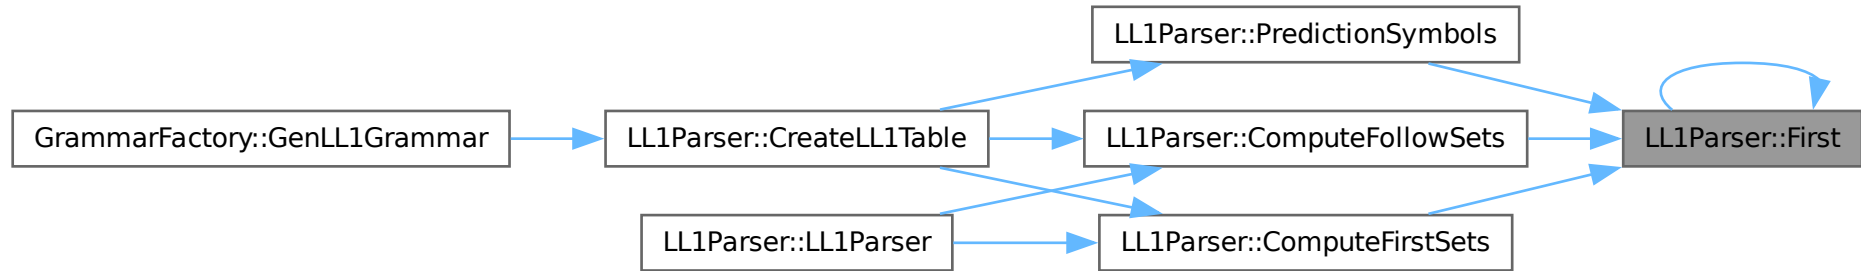 LL1Parser::PredictionSymbols
GrammarFactory::GenLL1Grammar
LL1Parser::CreateLL1Table
LL1Parser::ComputeFollowSets
LL1Parser::First
LL1Parser::LL1Parser
LL1Parser::ComputeFirstSets